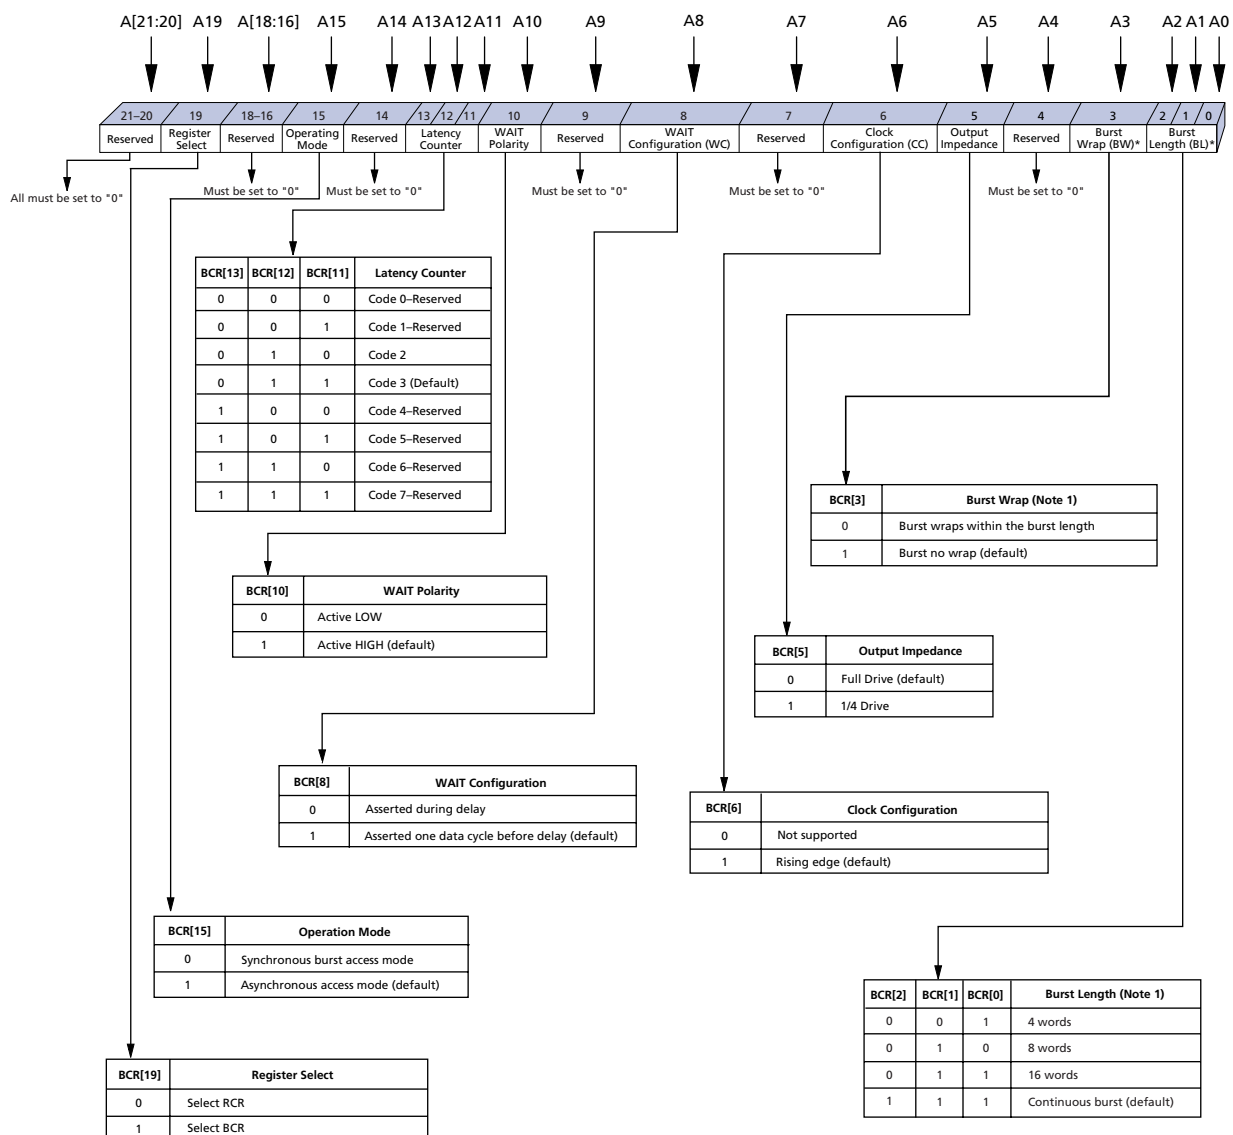 A[21:20] A19 A[18:16] A15 A14 A13 A12 A11 A10 A9 A8 A7 A6 A5 A4 A3 A2 A1 A0
21–20 19 18–16 15 14 13 12 11 10 9 8 7 6 5 4 3 2 1 0
Reserved
Register
Select
Reserved
Operating
Mode
Reserved
Latency
Counter
WAIT
Polarity
Reserved
WAIT
Configuration (WC)
Reserved
Clock
Configuration (CC)
Output
Impedance
Reserved
Burst
Wrap (BW)*
Burst
Length (BL)*
All must be set to "0"
Must be set to "0"
Must be set to "0"
Must be set to "0"
Must be set to "0"
Must be set to "0"
BCR[13] BCR[12] BCR[11] Latency Counter
0 0 0 Code 0–Reserved
0 0 1 Code 1–Reserved
0 1 0 Code 2
0 1 1 Code 3 (Default)
1 0 0 Code 4–Reserved
1 0 1 Code 5–Reserved
1 1 0 Code 6–Reserved
1 1 1 Code 7–Reserved
BCR[3] Burst Wrap (Note 1)
0 Burst wraps within the burst length
1 Burst no wrap (default)
BCR[10] WAIT Polarity
0 Active LOW
1 Active HIGH (default)
BCR[5] Output Impedance
0 Full Drive (default)
1 1/4 Drive
BCR[8] WAIT Configuration
0 Asserted during delay
1 Asserted one data cycle before delay (default)
BCR[6] Clock Configuration
0 Not supported
1 Rising edge (default)
BCR[15] Operation Mode
0 Synchronous burst access mode
1 Asynchronous access mode (default)
BCR[2] BCR[1] BCR[0] Burst Length (Note 1)
0 0 1 4 words
0 1 0 8 words
0 1 1 16 words
1 1 1 Continuous burst (default)
BCR[19] Register Select
0 Select RCR
1 Select BCR